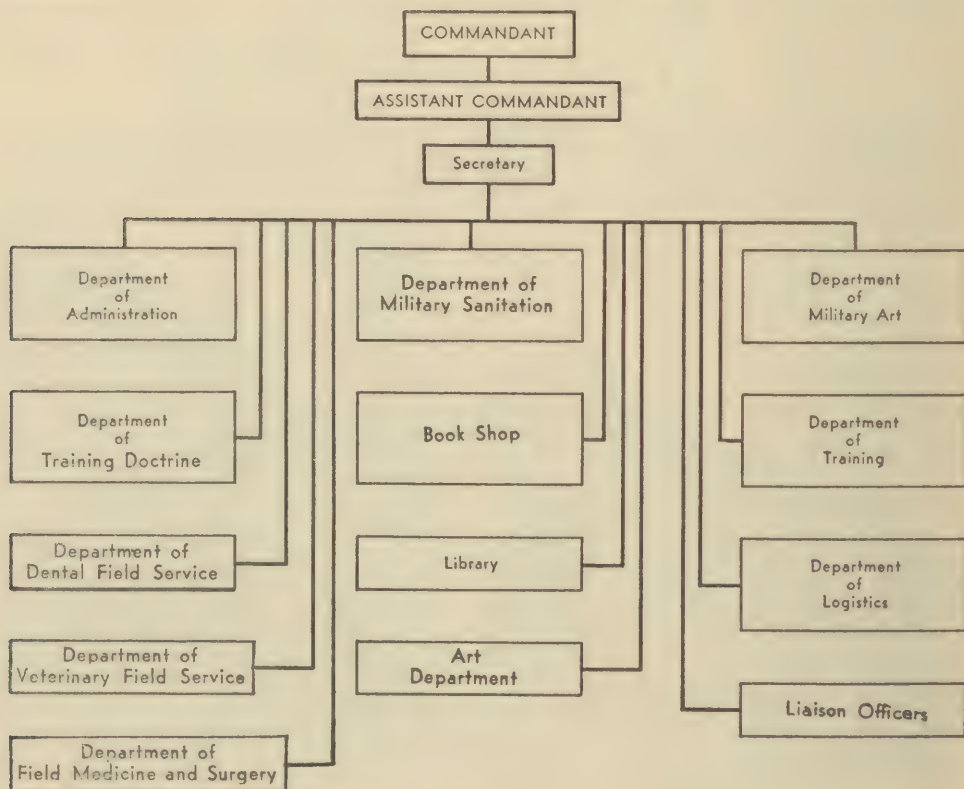 COMMANDANT
ASSISTANT COMMANDANT
Secretary
Department
of
Administration
Department of
Military Sanitation
Department
of
Military Art
Department
of
Training Doctrine
Book Shop
Department
of
Training
Department of
Dental Field Service
Library
Department
of
Logistics
Department of
Veterinary Field Service
Art
Department
Liaison Officers
Department of
Field Medicine and Surgery